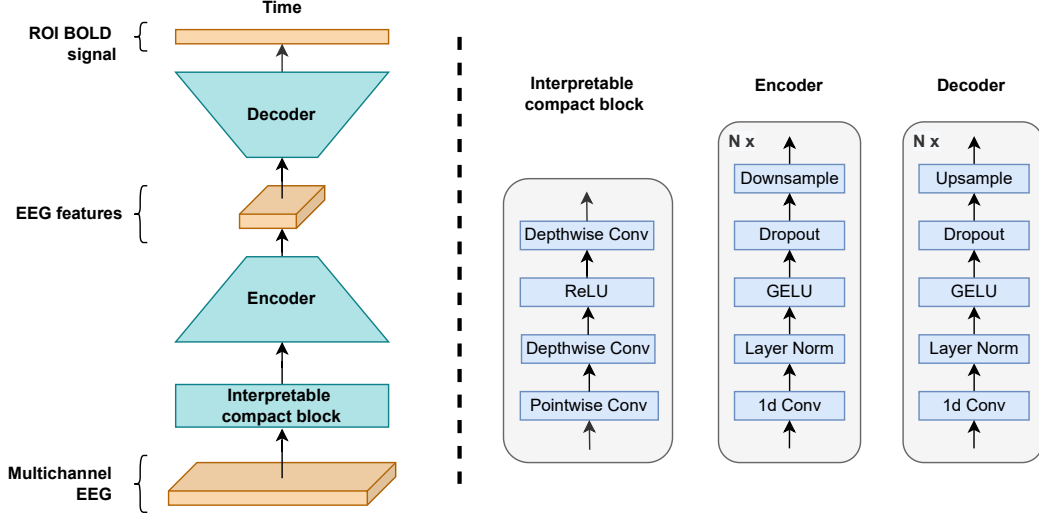 Time
ROI BOLD
signal
Decoder
EEG features
Encoder
Interpretable
compact block
Multichannel
EEG
Interpretable
compact block
Depthwise Conv
ReLU
Depthwise Conv
Pointwise Conv
Encoder
N x
Downsample
Dropout
GELU
Layer Norm
1d Conv
Decoder
N x
Upsample
Dropout
GELU
Layer Norm
1d Conv